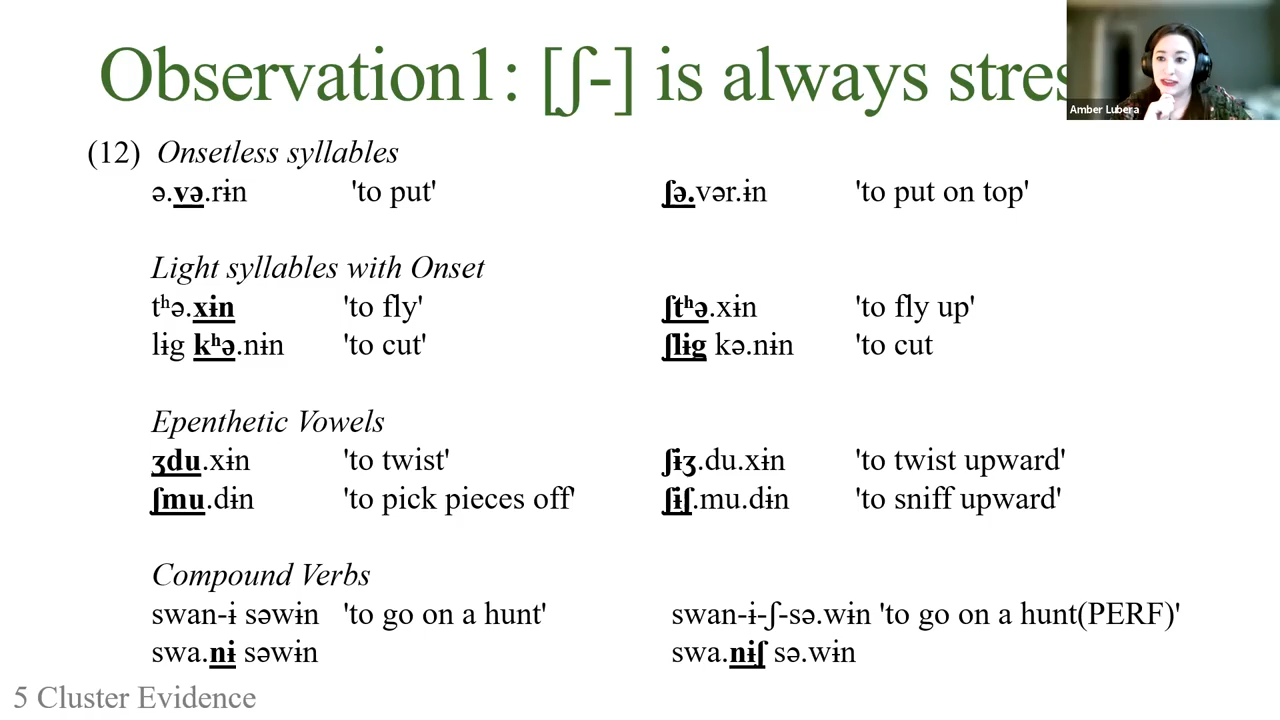 Observation1: [ʃ-] is always stres
Amber Lubera
(12) Onsetless syllables
ə.və.rɨn 'to put' ʃə.vər.ɨn 'to put on top'
Light syllables with Onset
tʰə.xɨn 'to fly' ʃtʰə.xɨn 'to fly up'
lɨg kʰə.nɨn 'to cut' ʃlɨg kə.nɨn 'to cut
Epenthetic Vowels
ʒdu.xɨn 'to twist' ʃɨʒ.du.xɨn 'to twist upward'
ʃmu.dɨn 'to pick pieces off' ʃɨʃ.mu.dɨn 'to sniff upward'
Compound Verbs
swan-ɨ səwɨn 'to go on a hunt' swan-ɨ-ʃ-sə.wɨn 'to go on a hunt(PERF)'
swa.nɨ səwɨn swa.nɨʃ sə.wɨn
5 Cluster Evidence